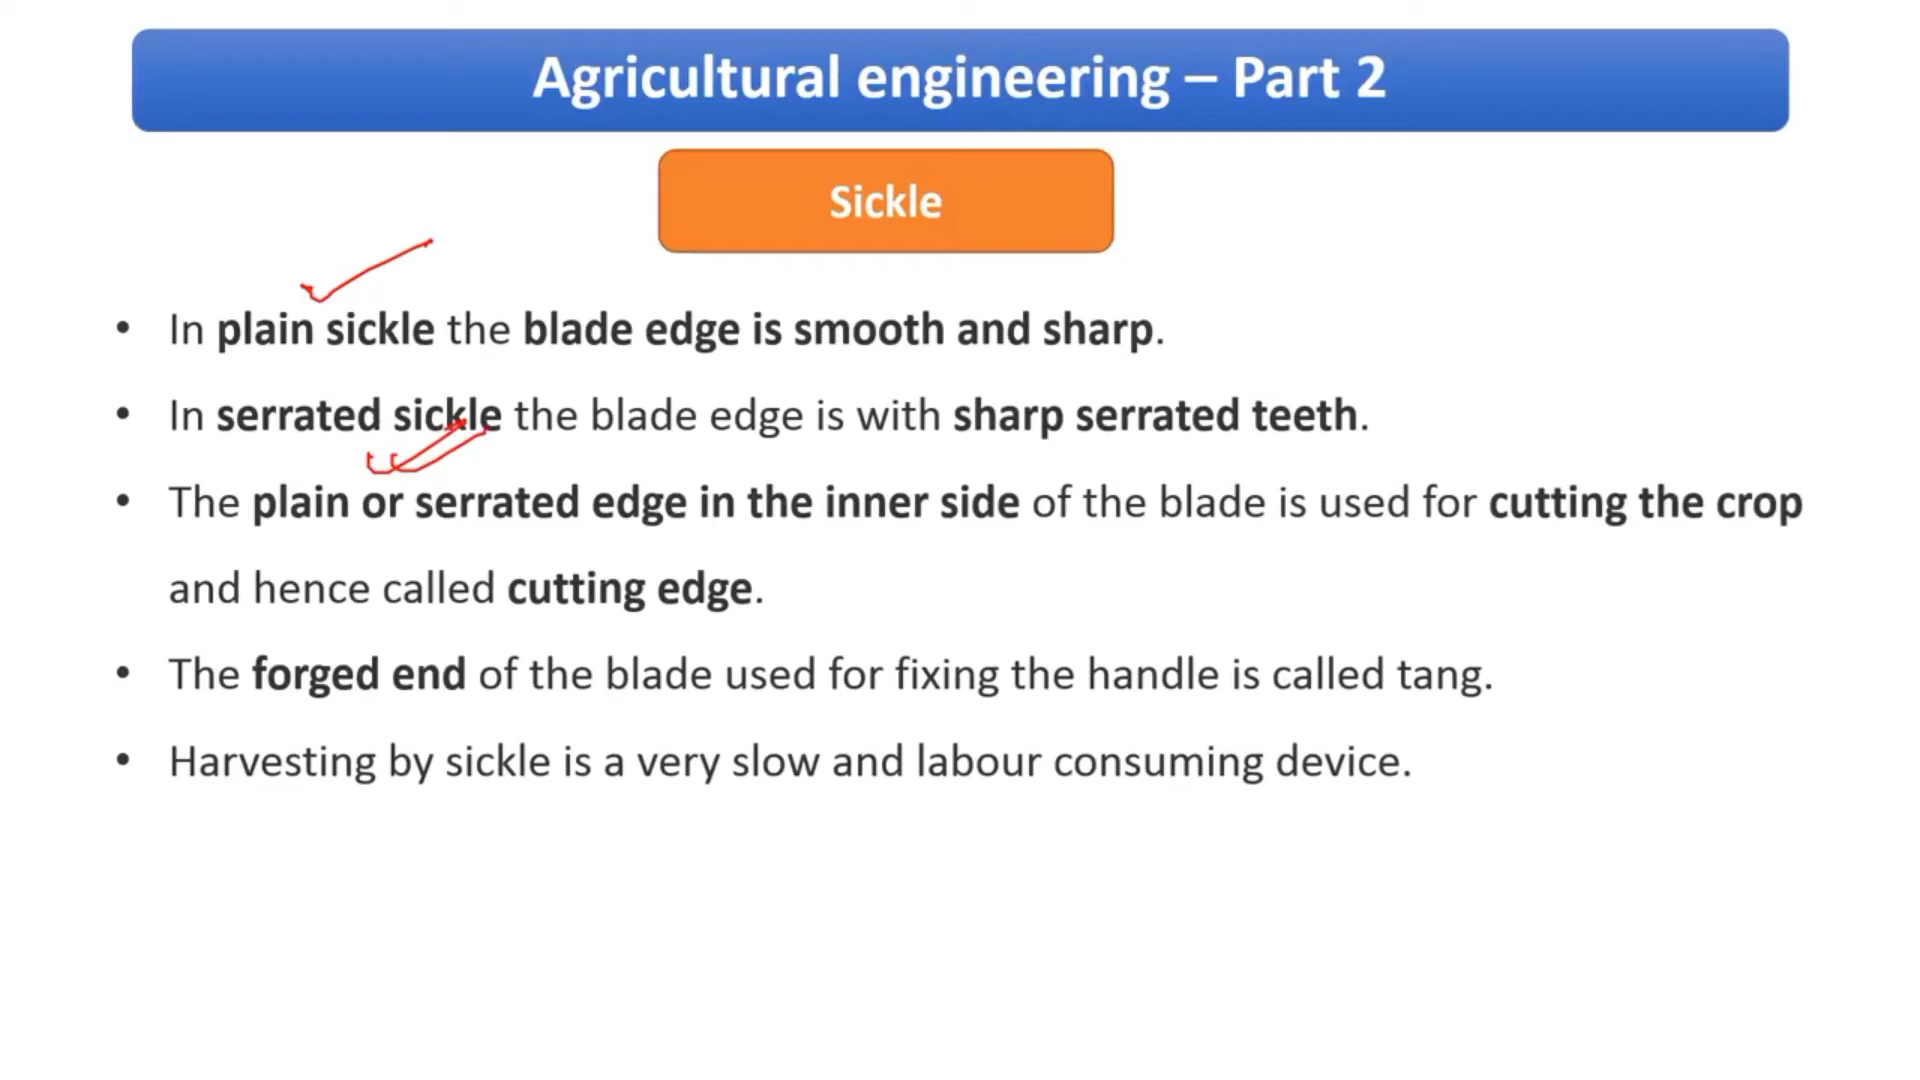 Agricultural engineering – Part 2
Sickle
• In plain sickle the blade edge is smooth and sharp.
• In serrated sickle the blade edge is with sharp serrated teeth.
• The plain or serrated edge in the inner side of the blade is used for cutting the crop
and hence called cutting edge.
• The forged end of the blade used for fixing the handle is called tang.
• Harvesting by sickle is a very slow and labour consuming device.